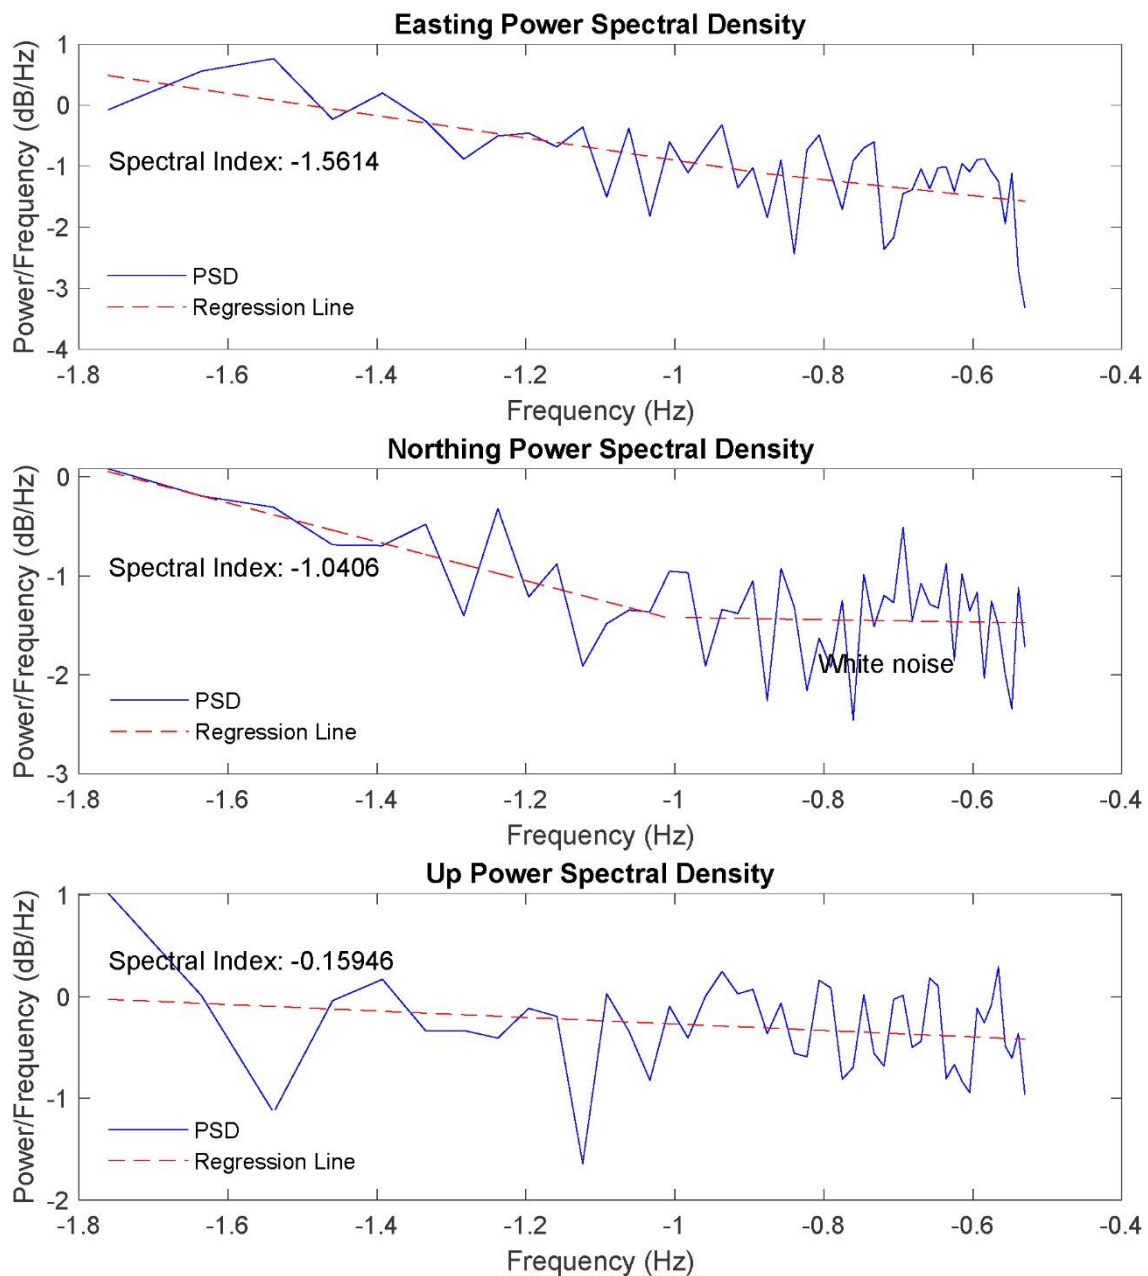 Easting Power Spectral Density
Power/Frequency (dB/Hz)
1
0
-1
-2
-3
-4
Spectral Index: -1.5614
PSD
Regression Line
-1.8 -1.6 -1.4 -1.2 -1 -0.8 -0.6 -0.4
Frequency (Hz)
Northing Power Spectral Density
Power/Frequency (dB/Hz)
0
-1
-2
-3
Spectral Index: -1.0406
White noise
PSD
Regression Line
-1.8 -1.6 -1.4 -1.2 -1 -0.8 -0.6 -0.4
Frequency (Hz)
Up Power Spectral Density
Power/Frequency (dB/Hz)
1
0
-1
-2
Spectral Index: -0.15946
PSD
Regression Line
-1.8 -1.6 -1.4 -1.2 -1 -0.8 -0.6 -0.4
Frequency (Hz)